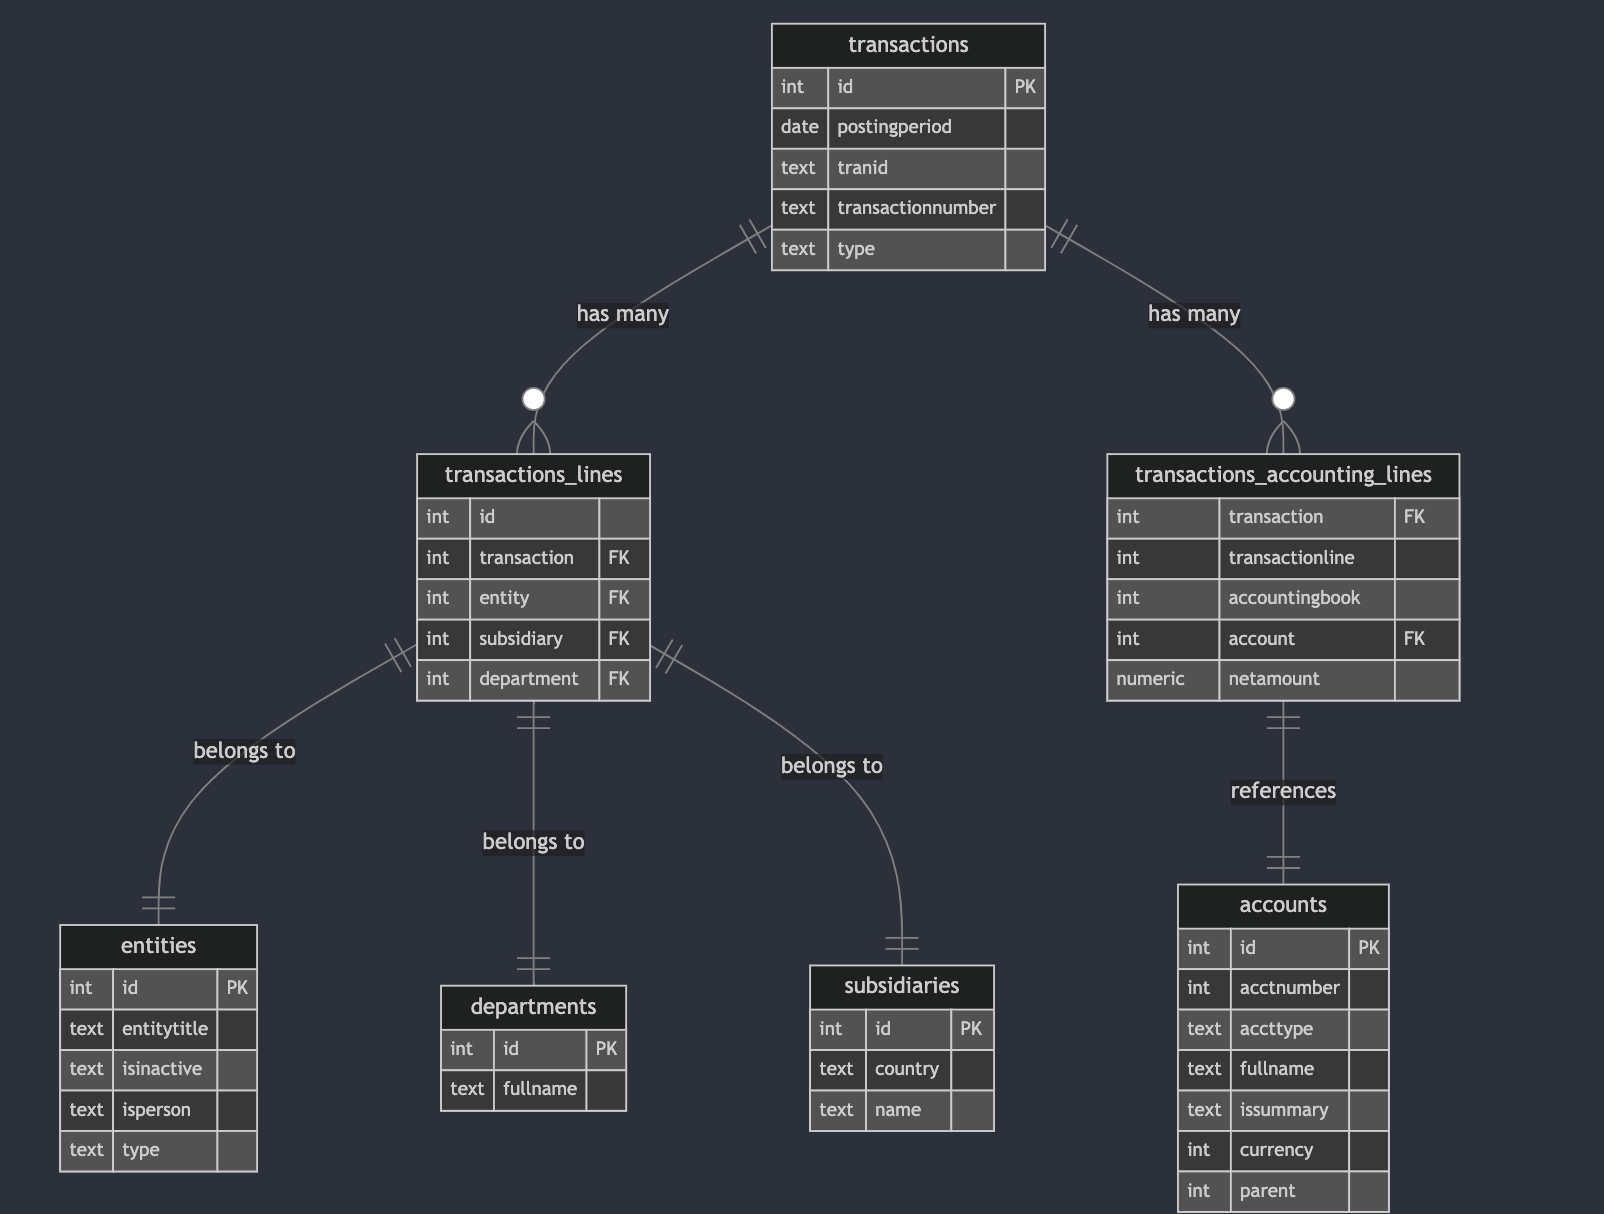 transactions
int id PK
date postingperiod
text tranid
text transactionnumber
text type
has many
has many
transactions_lines
int id
int transaction FK
int entity FK
int subsidiary FK
int department FK
transactions_accounting_lines
int transaction FK
int transactionline
int accountingbook
int account FK
numeric netamount
belongs to
belongs to
belongs to
references
entities
int id PK
text entitytitle
text isinactive
text isperson
text type
departments
int id PK
text fullname
subsidiaries
int id PK
text country
text name
accounts
int id PK
int acctnumber
text accttype
text fullname
text issummary
int currency
int parent